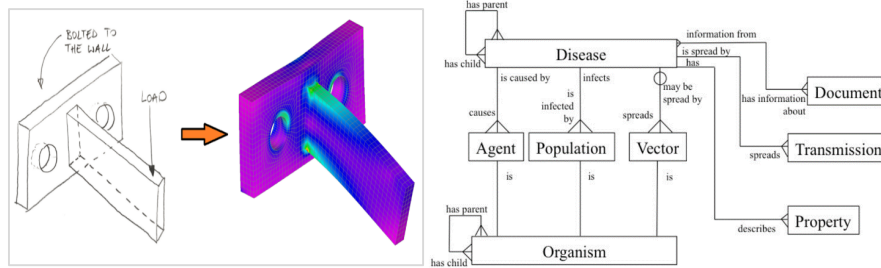 BOLTED TO
THE WALL
LOAD
has parent
has child
Disease
information from
is spread by
has
is caused by
infects
may be
spread by
is
infected
by
causes
spreads
has information
about
Document
Agent
Population
Vector
spreads
Transmission
is
is
is
has parent
has child
Organism
describes
Property